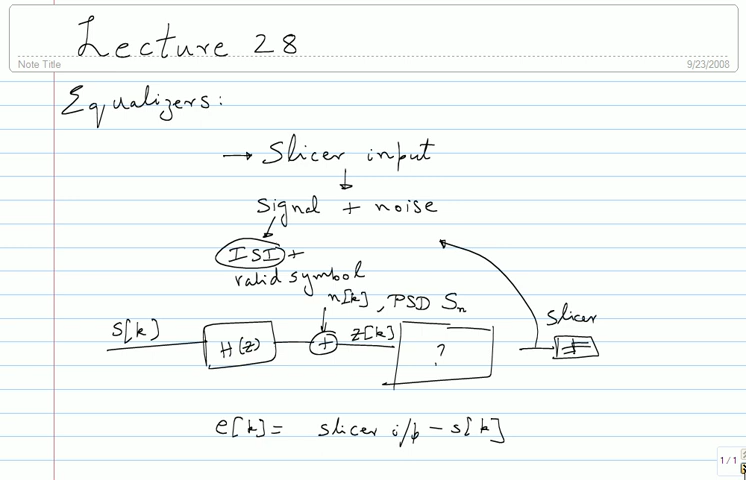 Lecture 28
Note Title
9/23/2008
Equalizers:
→ Slicer input
↓
Signal + noise
ISI +
valid symbol
n[k], PSD Sn
s[k]
H(z)
+
z[k]
?
slicer
e[k] = slicer i/p - s[k]
1/1